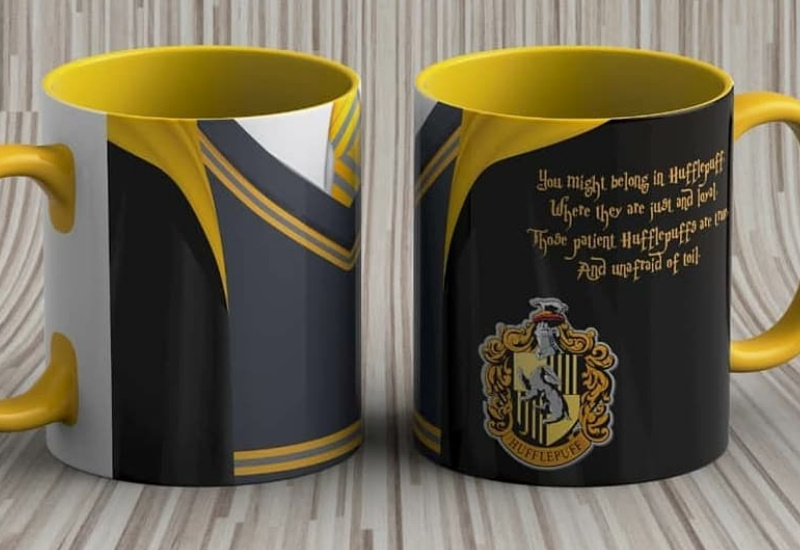 You might belong in Hufflepuff
Where they are just and loyal.
Those patient Hufflepuffs are true
And unafraid of toil.
HUFFLEPUFF